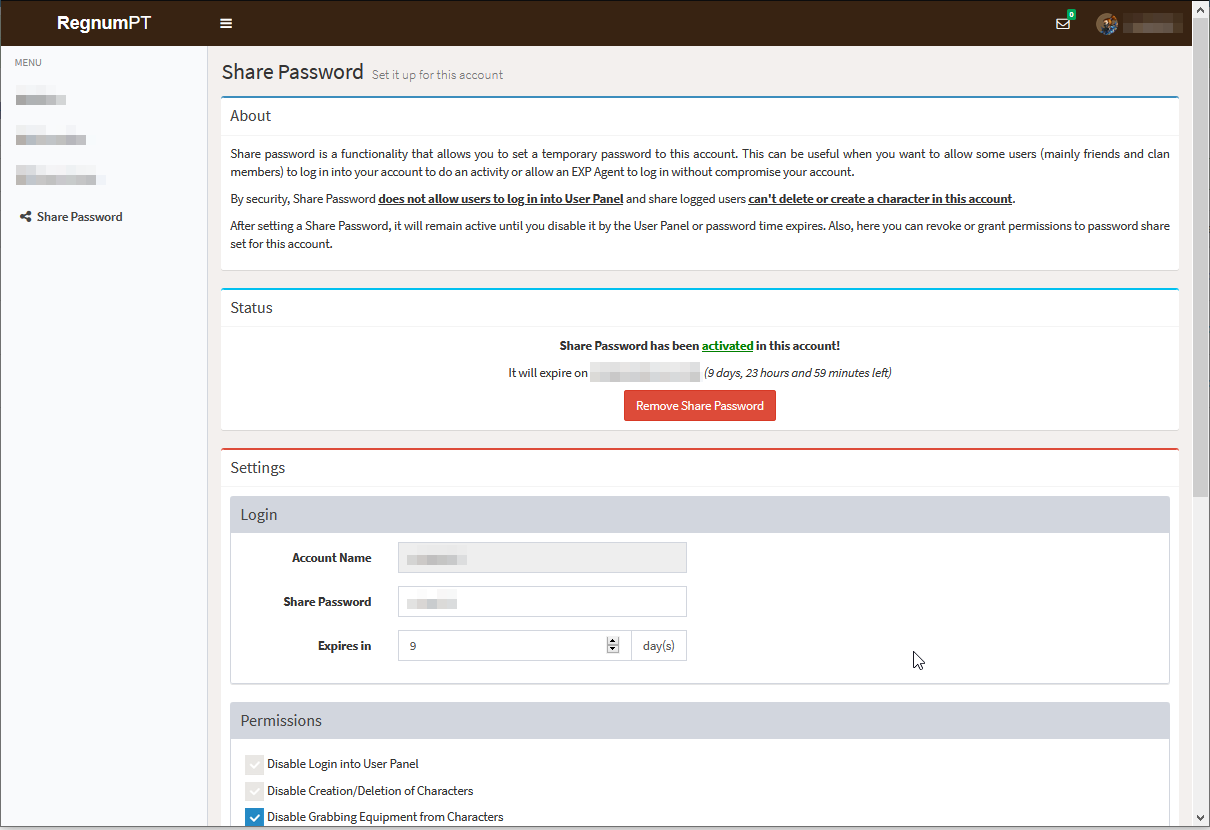 RegnumPT
0
MENU
Share Password
Share Password Set it up for this account
About
Share password is a functionality that allows you to set a temporary password to this account. This can be useful when you want to allow some users (mainly friends and clan
members) to log in into your account to do an activity or allow an EXP Agent to log in without compromise your account.
By security, Share Password does not allow users to log in into User Panel and share logged users can't delete or create a character in this account.
After setting a Share Password, it will remain active until you disable it by the User Panel or password time expires. Also, here you can revoke or grant permissions to password share
set for this account.
Status
Share Password has been activated in this account!
It will expire on (9 days, 23 hours and 59 minutes left)
Remove Share Password
Settings
Login
Account Name
Share Password
Expires in 9 day(s)
Permissions
Disable Login into User Panel
Disable Creation/Deletion of Characters
Disable Grabbing Equipment from Characters